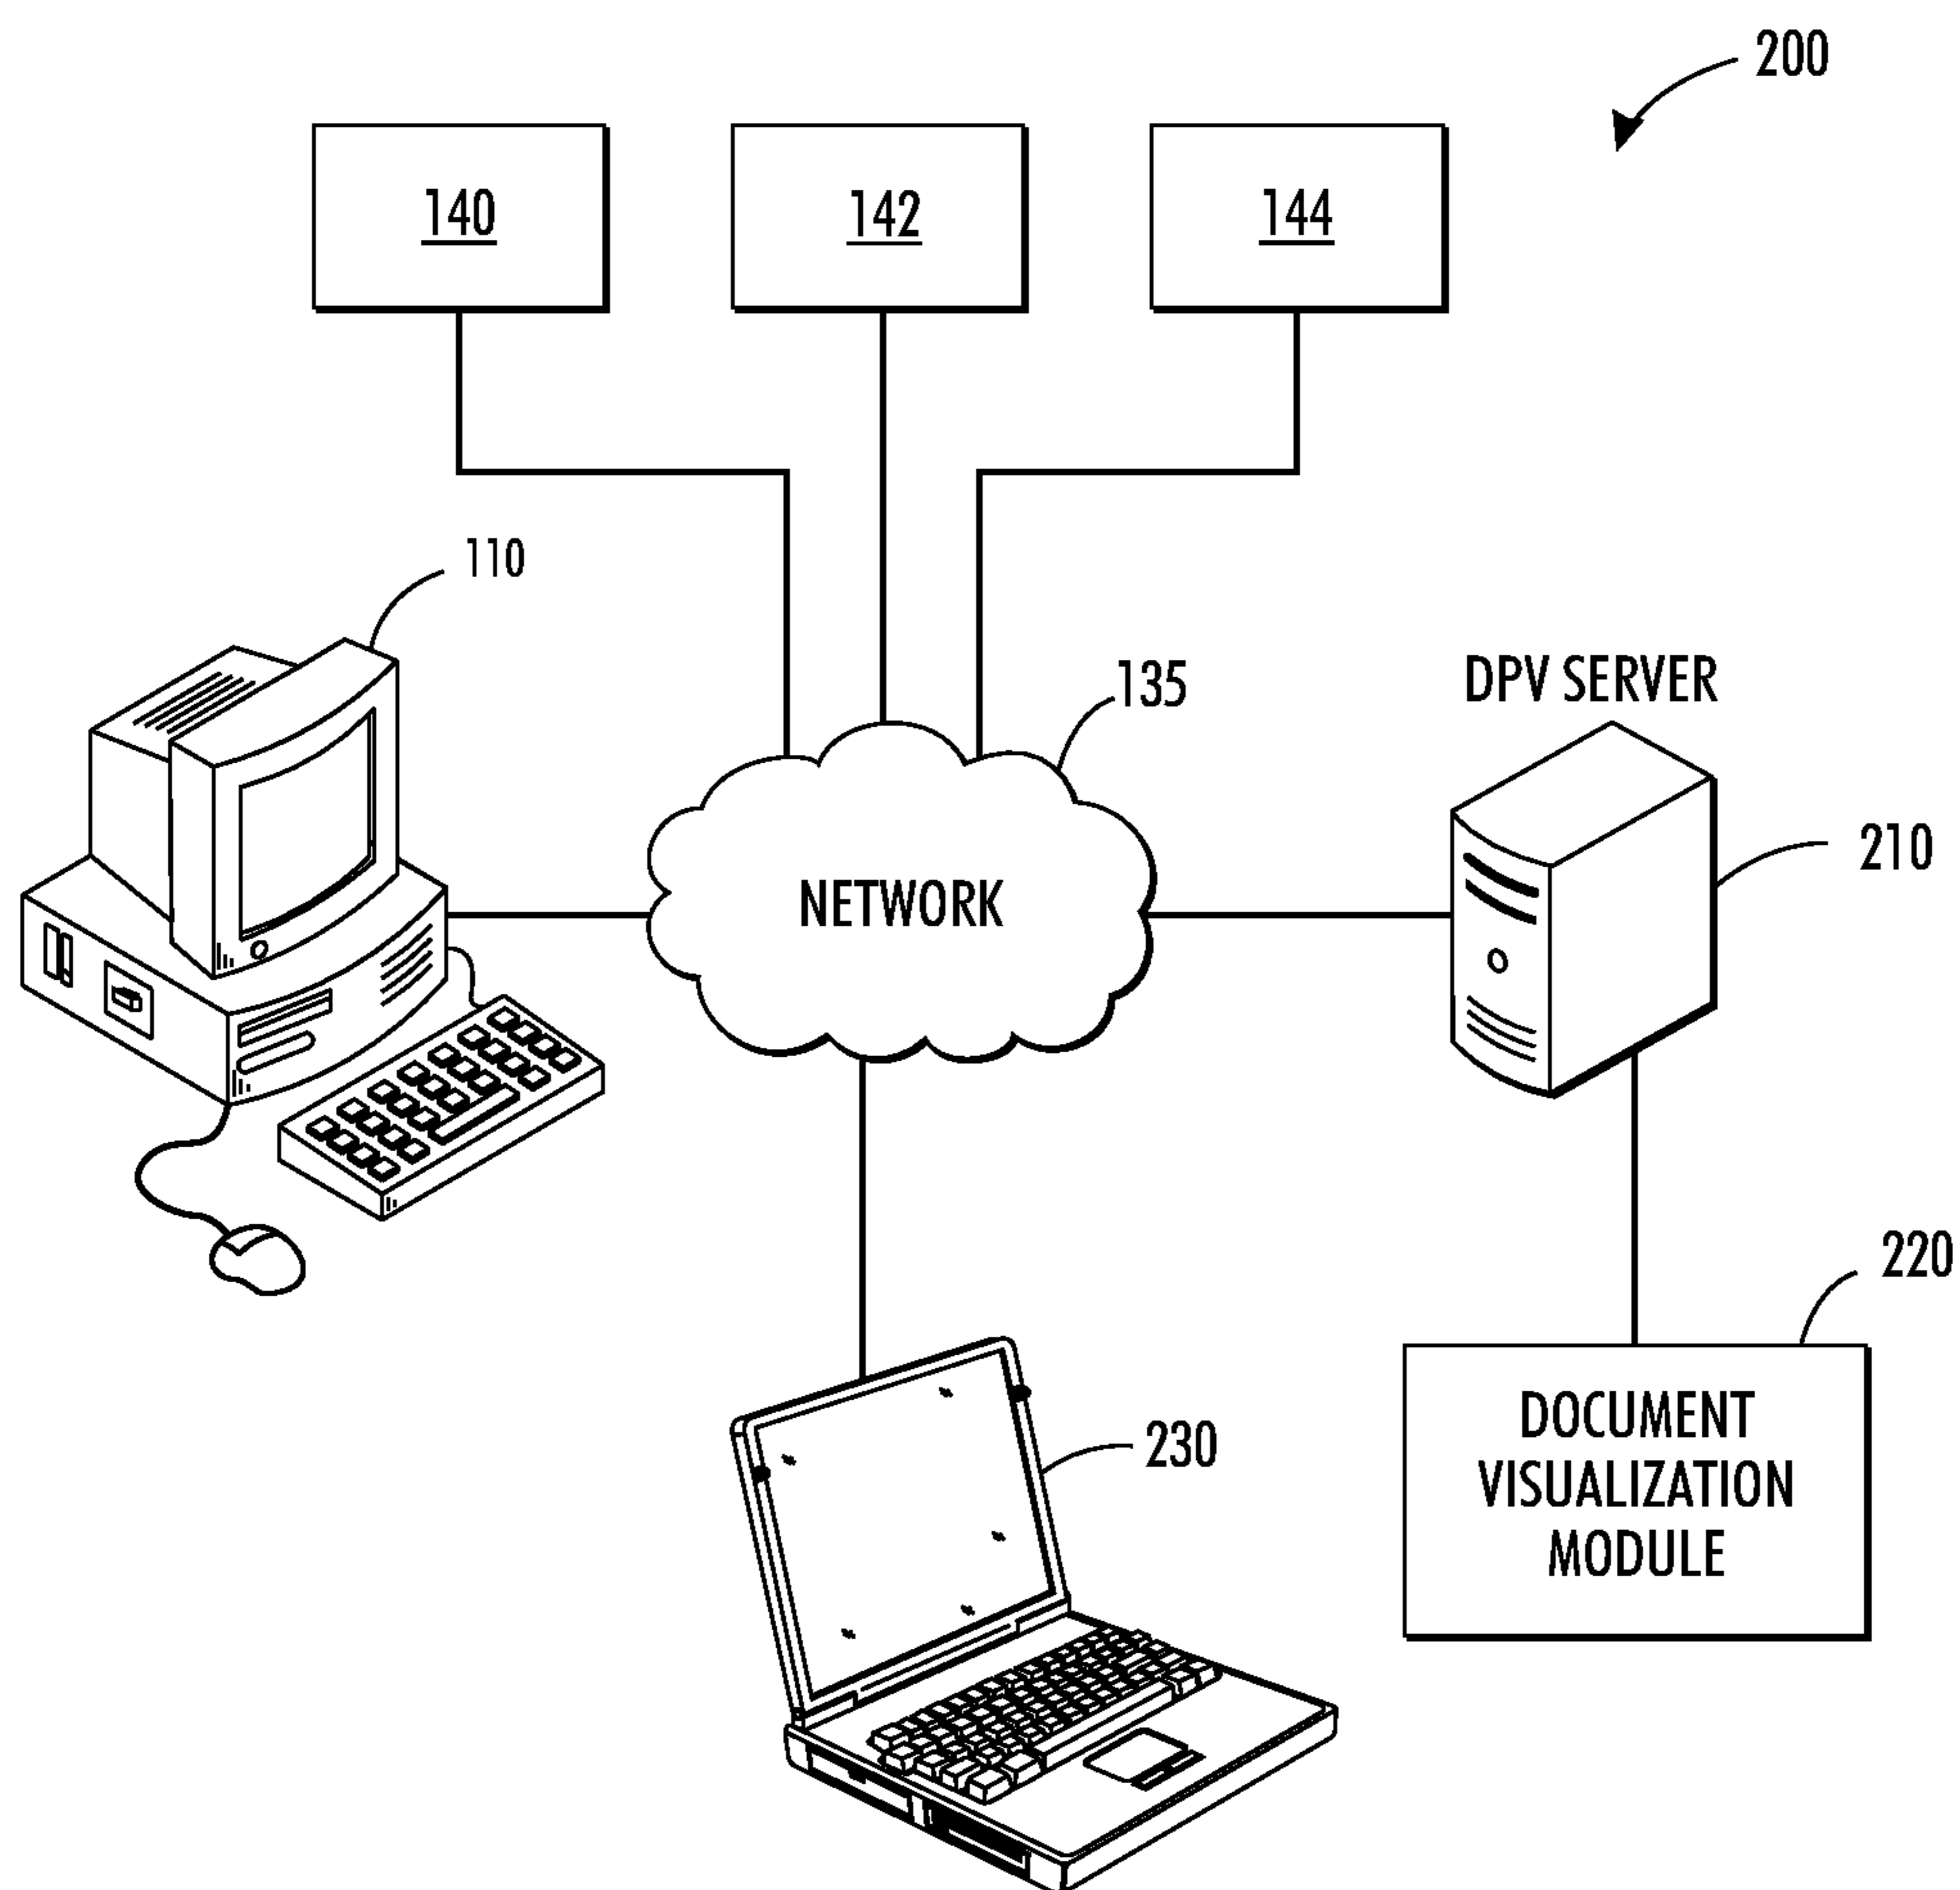 200
140
142
144
110
135
DPV SERVER
NETWORK
210
220
230
DOCUMENT
VISUALIZATION
MODULE